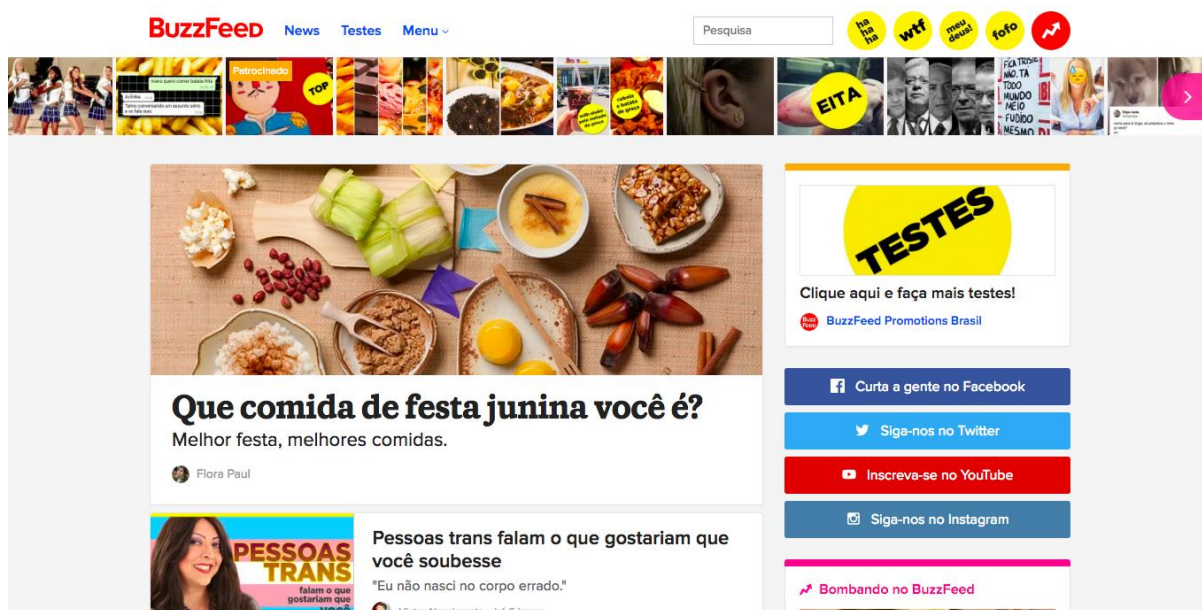 BuzzFeed News Testes Menu
Pesquisa
ha
ha
ha
wtf
meu
deus!
fofo
Patrocinado
TOP
EITA
FICA TRISTE
NÃO, TÁ
TODO
MUNDO
MEIO
FUDIDO
MESMO
TESTES
Clique aqui e faça mais testes!
BuzzFeed Promotions Brasil
Que comida de festa junina você é?
Melhor festa, melhores comidas.
Flora Paul
Curta a gente no Facebook
Siga-nos no Twitter
Inscreva-se no YouTube
Siga-nos no Instagram
PESSOAS
TRANS
falam o que
gostariam que
Pessoas trans falam o que gostariam que
você soubesse
"Eu não nasci no corpo errado."
Bombando no BuzzFeed